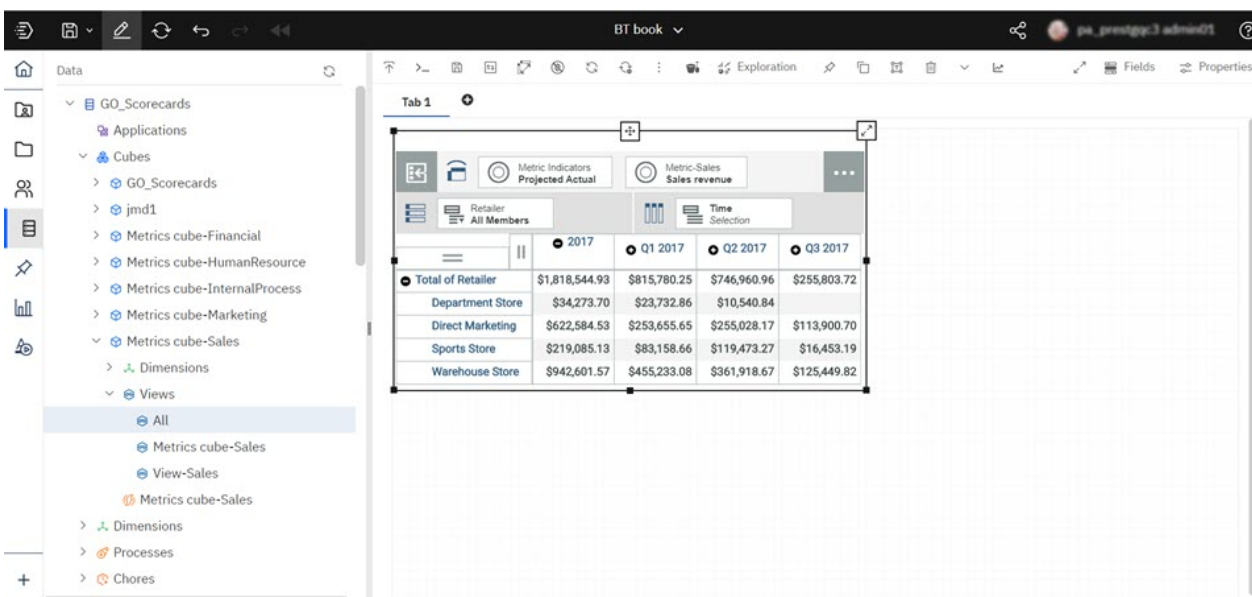 BT book
pa_prestgqc3 admin01
Data
Exploration
Fields
Properties
GO_Scorecards
Applications
Cubes
GO_Scorecards
jmd1
Metrics cube-Financial
Metrics cube-HumanResource
Metrics cube-InternalProcess
Metrics cube-Marketing
Metrics cube-Sales
Dimensions
Views
All
Metrics cube-Sales
View-Sales
Metrics cube-Sales
Dimensions
Processes
Chores
Tab 1
Metric Indicators
Projected Actual
Metric-Sales
Sales revenue
Retailer
All Members
Time
Selection
2017 Q1 2017 Q2 2017 Q3 2017
Total of Retailer $1,818,544.93 $815,780.25 $746,960.96 $255,803.72
Department Store $34,273.70 $23,732.86 $10,540.84
Direct Marketing $622,584.53 $253,655.65 $255,028.17 $113,900.70
Sports Store $219,085.13 $83,158.66 $119,473.27 $16,453.19
Warehouse Store $942,601.57 $455,233.08 $361,918.67 $125,449.82